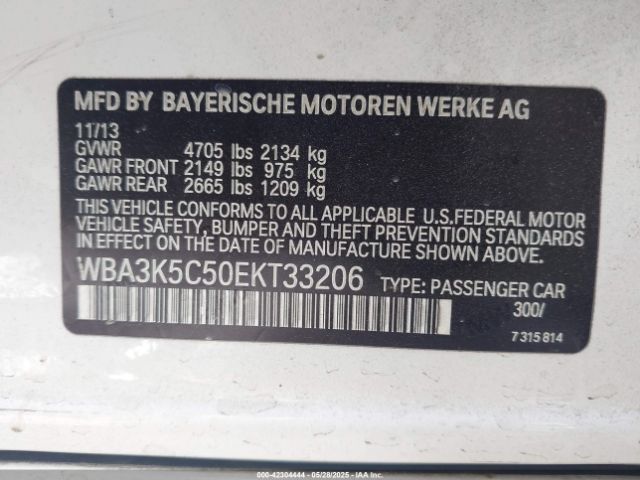 MFD BY BAYERISCHE MOTOREN WERKE AG
11/13
GVWR 4705 lbs 2134 kg
GAWR FRONT 2149 lbs 975 kg
GAWR REAR 2665 lbs 1209 kg
THIS VEHICLE CONFORMS TO ALL APPLICABLE U.S.FEDERAL MOTOR
VEHICLE SAFETY, BUMPER AND THEFT PREVENTION STANDARDS
IN EFFECT ON THE DATE OF MANUFACTURE SHOWN ABOVE.
WBA3K5C50EKT33206 TYPE: PASSENGER CAR
300/
7 315 814
000-42304444 - 05/28/2025 - IAA Inc.